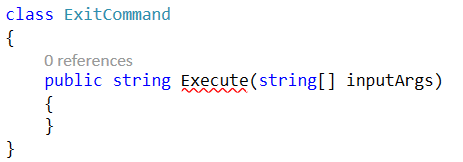 class ExitCommand
{
0 references
public string Execute(string[] inputArgs)
{
}
}